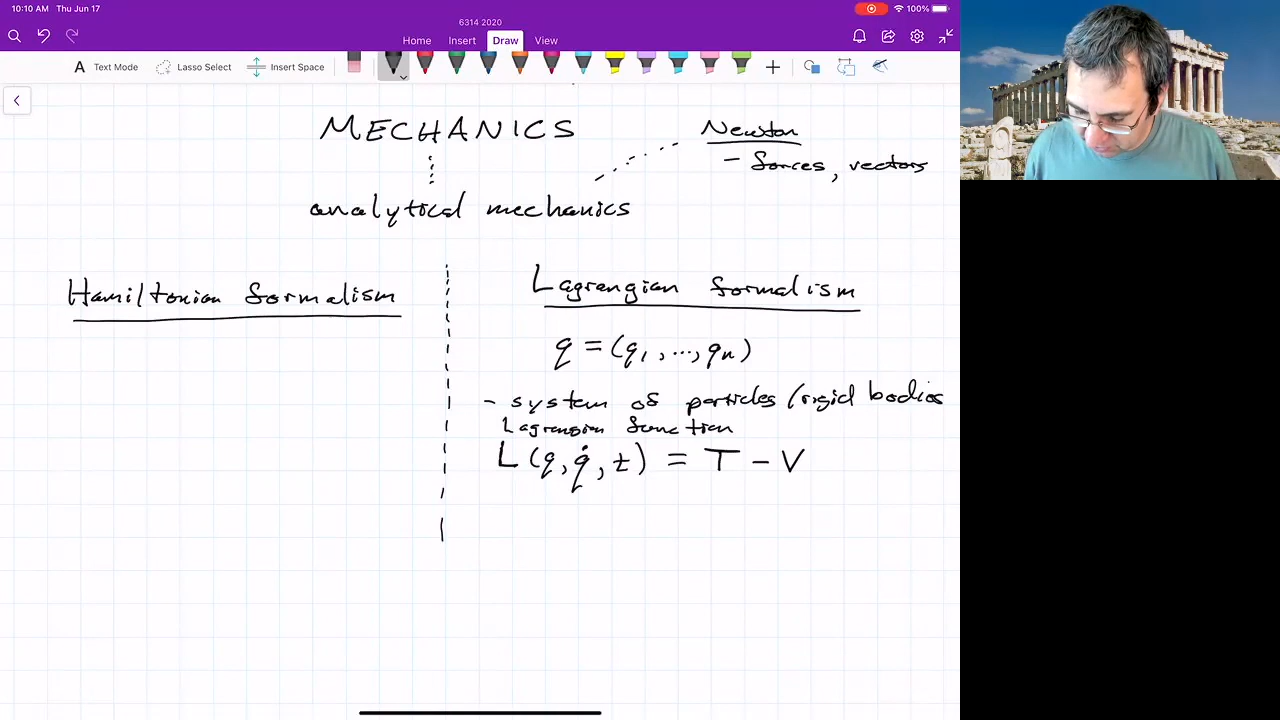 10:10 AM Thu Jun 17
100%
6314 2020
Home Insert Draw View
Text Mode Lasso Select Insert Space
MECHANICS
Newton
- forces, vectors
analytical mechanics
Hamiltonian formalism
Lagrangian formalism
q = (q₁, ..., qₙ)
- system of particles / rigid bodies
Lagrangian function
L(q, q̇, t) = T - V